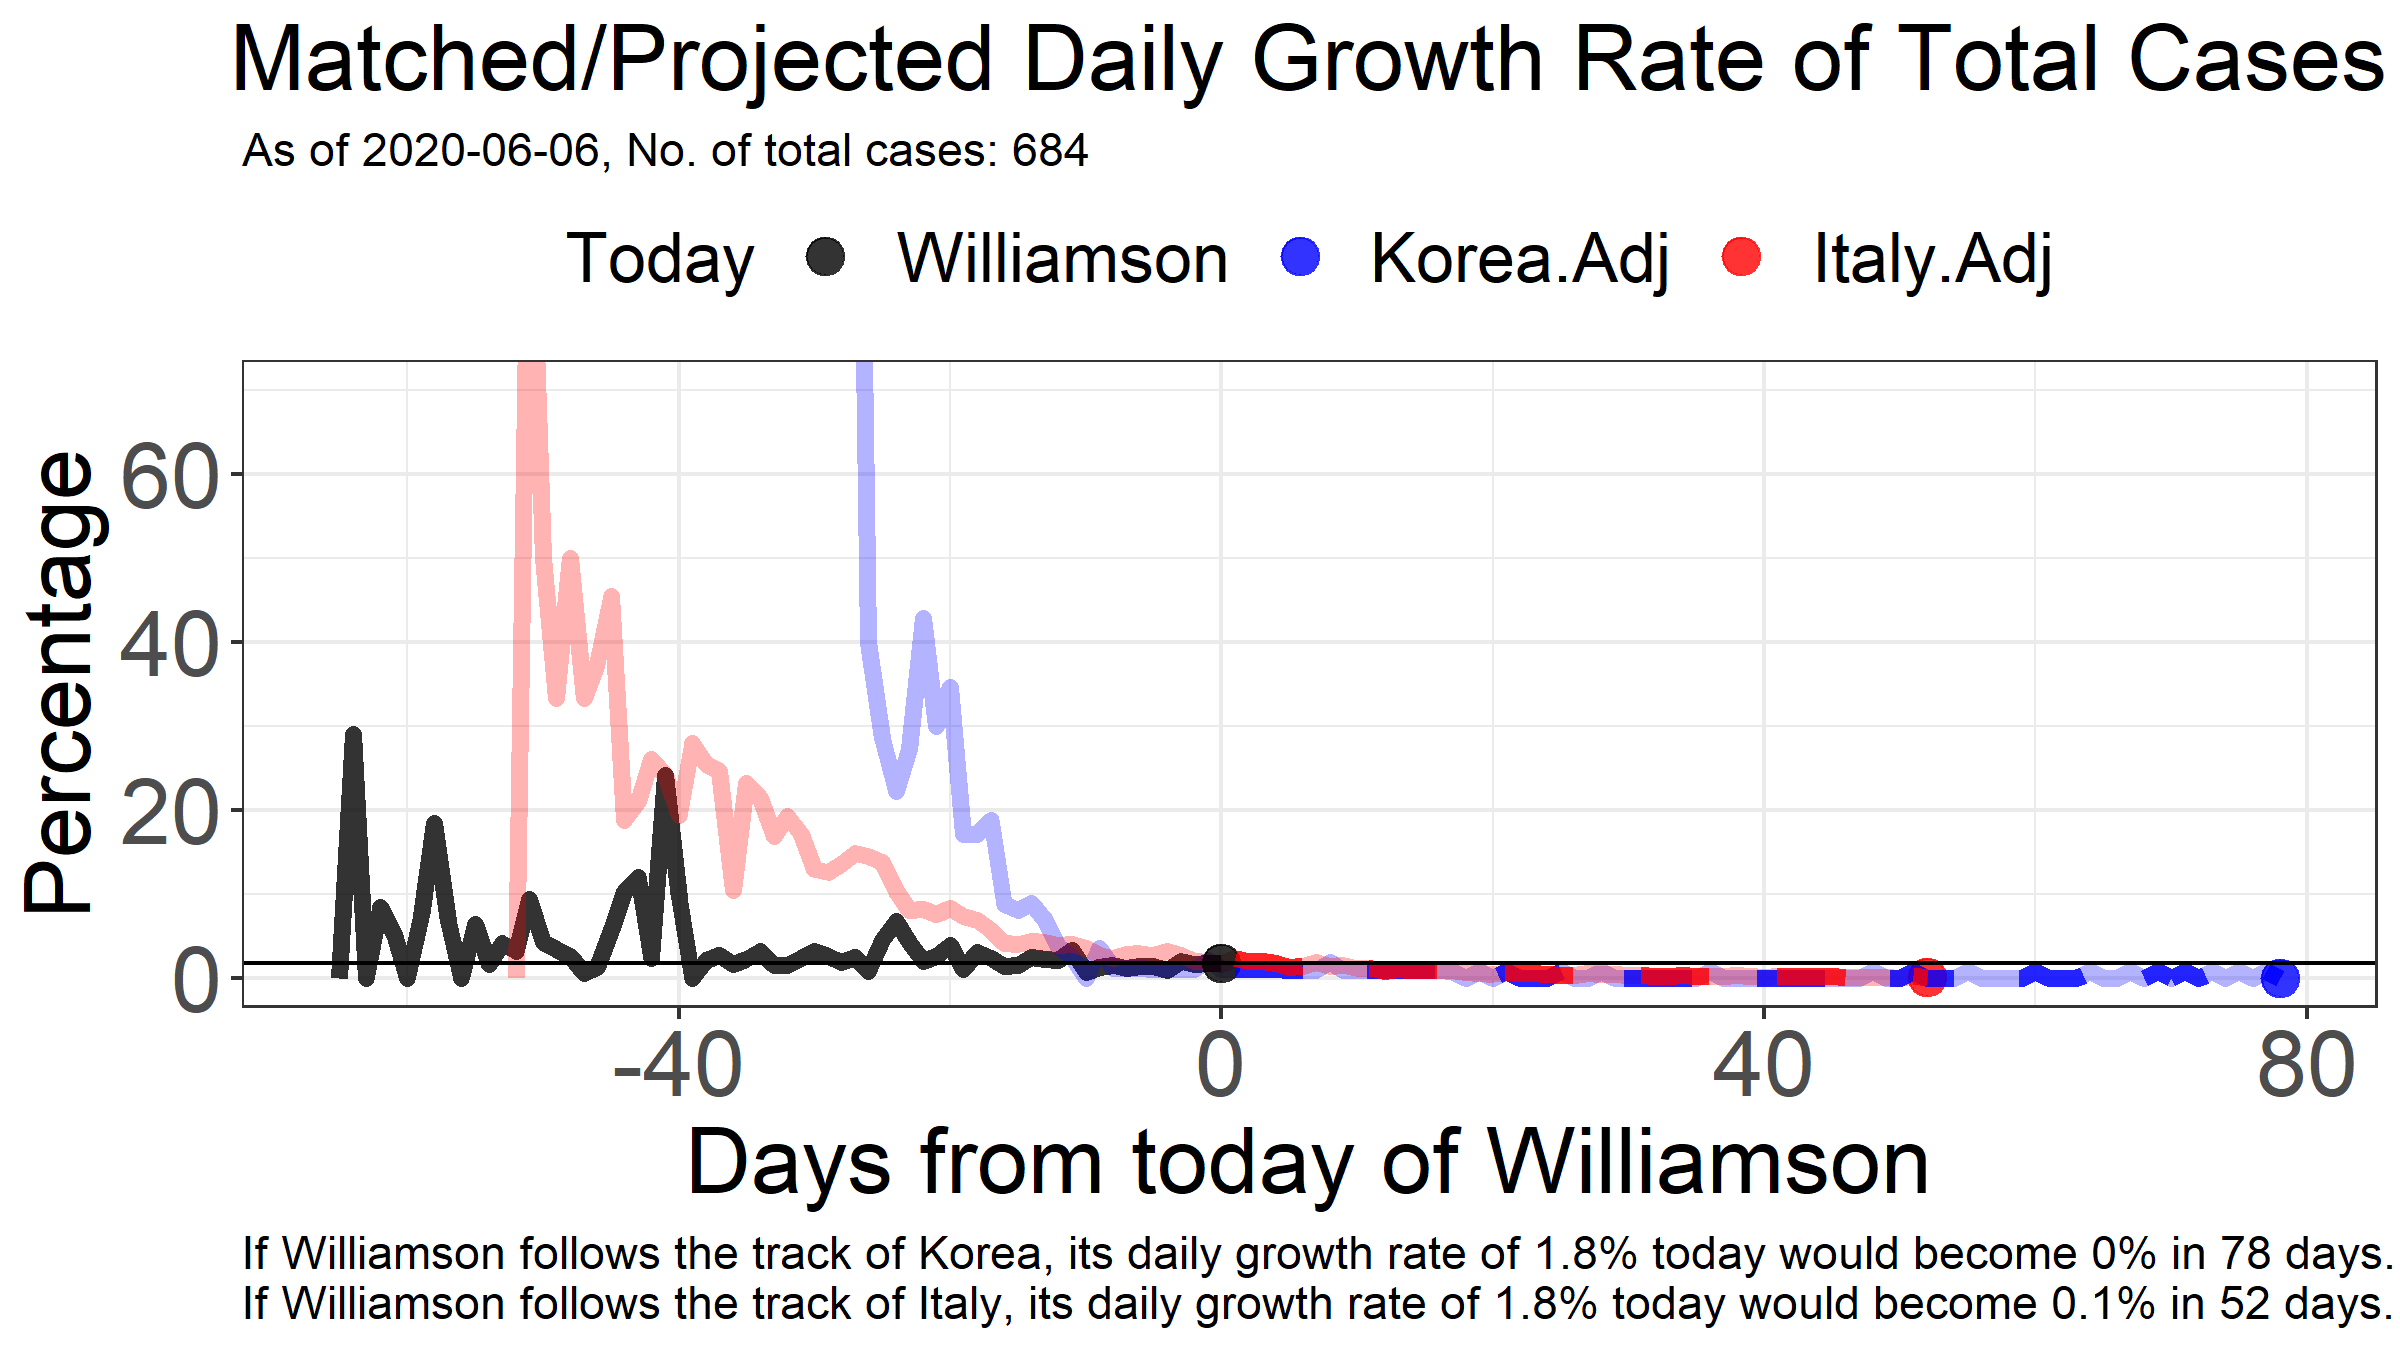 Matched/Projected Daily Growth Rate of Total Cases
As of 2020-06-06, No. of total cases: 684
Today Williamson Korea.Adj Italy.Adj
Percentage
60
40
20
0
-40 0 40 80
Days from today of Williamson
If Williamson follows the track of Korea, its daily growth rate of 1.8% today would become 0% in 78 days.
If Williamson follows the track of Italy, its daily growth rate of 1.8% today would become 0.1% in 52 days.